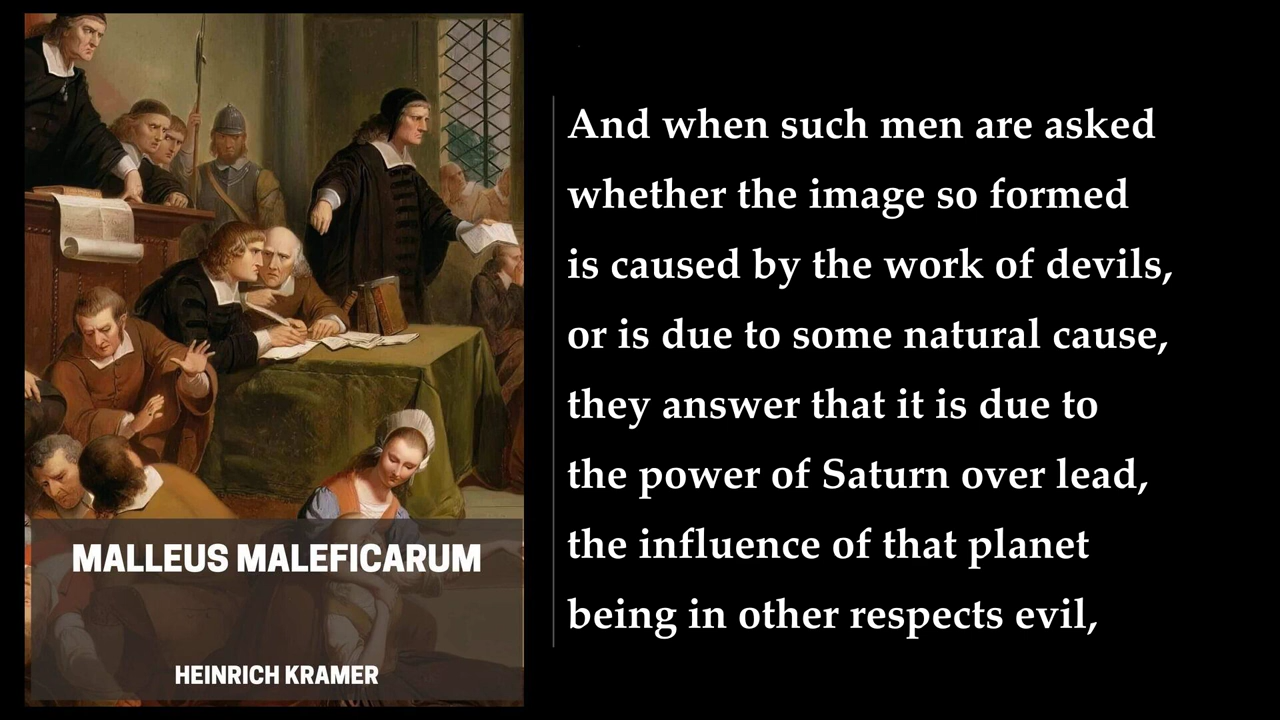 MALLEUS MALEFICARUM
HEINRICH KRAMER
And when such men are asked
whether the image so formed
is caused by the work of devils,
or is due to some natural cause,
they answer that it is due to
the power of Saturn over lead,
the influence of that planet
being in other respects evil,